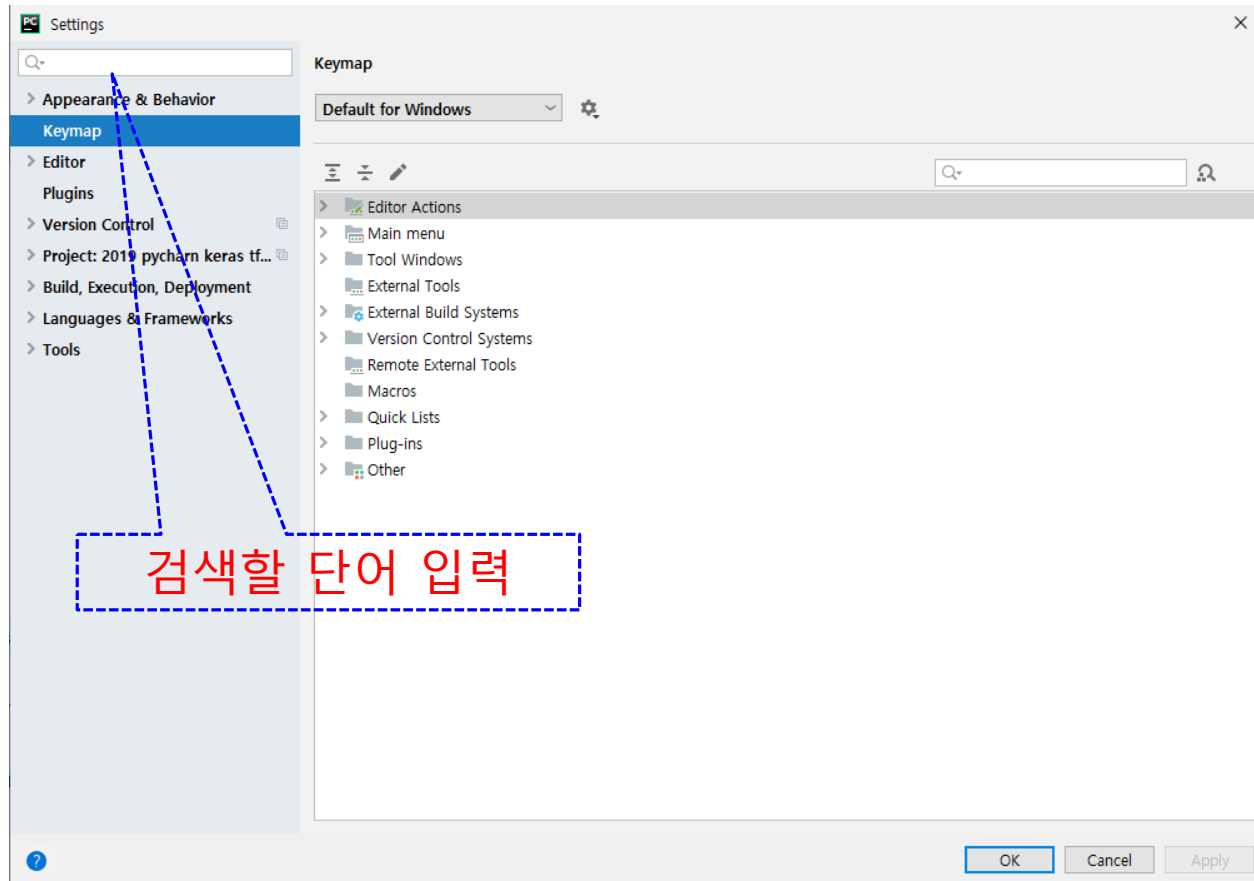 PC Settings
Appearance & Behavior
Keymap
Editor
Plugins
Version Control
Project: 2019 pycharn keras tf...
Build, Execution, Deployment
Languages & Frameworks
Tools
Keymap
Default for Windows
Editor Actions
Main menu
Tool Windows
External Tools
External Build Systems
Version Control Systems
Remote External Tools
Macros
Quick Lists
Plug-ins
Other
검색할 단어 입력
?
OK
Cancel
Apply